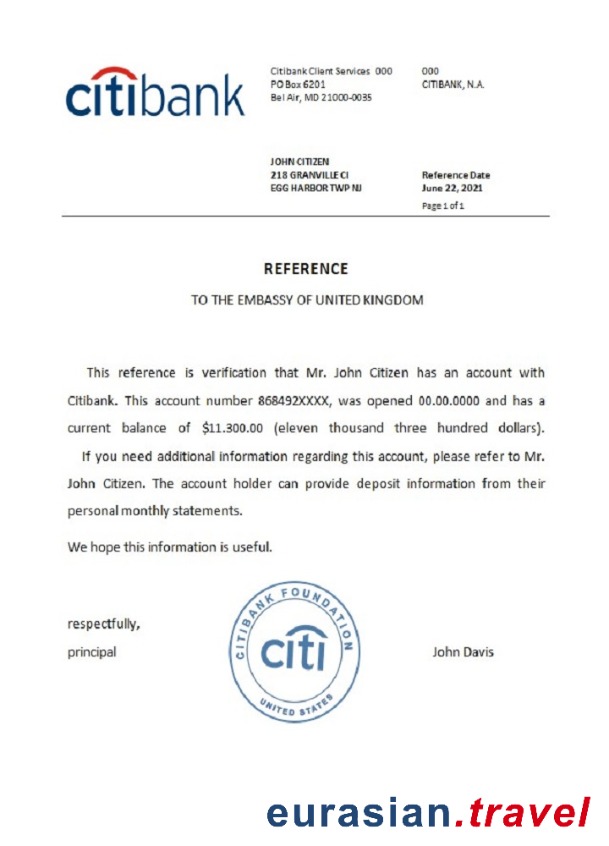 citibank
Citibank Client Services 000
PO Box 6201
Bel Air, MD 21000-0035
000
CITIBANK, N.A.
JOHN CITIZEN
218 GRANVILLE CI
EGG HARBOR TWP NJ
Reference Date
June 22, 2021
Page 1 of 1
REFERENCE
TO THE EMBASSY OF UNITED KINGDOM
This reference is verification that Mr. John Citizen has an account with
Citibank. This account number 868492XXXX, was opened 00.00.0000 and has a
current balance of $11.300.00 (eleven thousand three hundred dollars).
If you need additional information regarding this account, please refer to Mr.
John Citizen. The account holder can provide deposit information from their
personal monthly statements.
We hope this information is useful.
respectfully,
principal
CITIBANK FOUNDATION
citi
UNITED STATES
John Davis
eurasian.travel